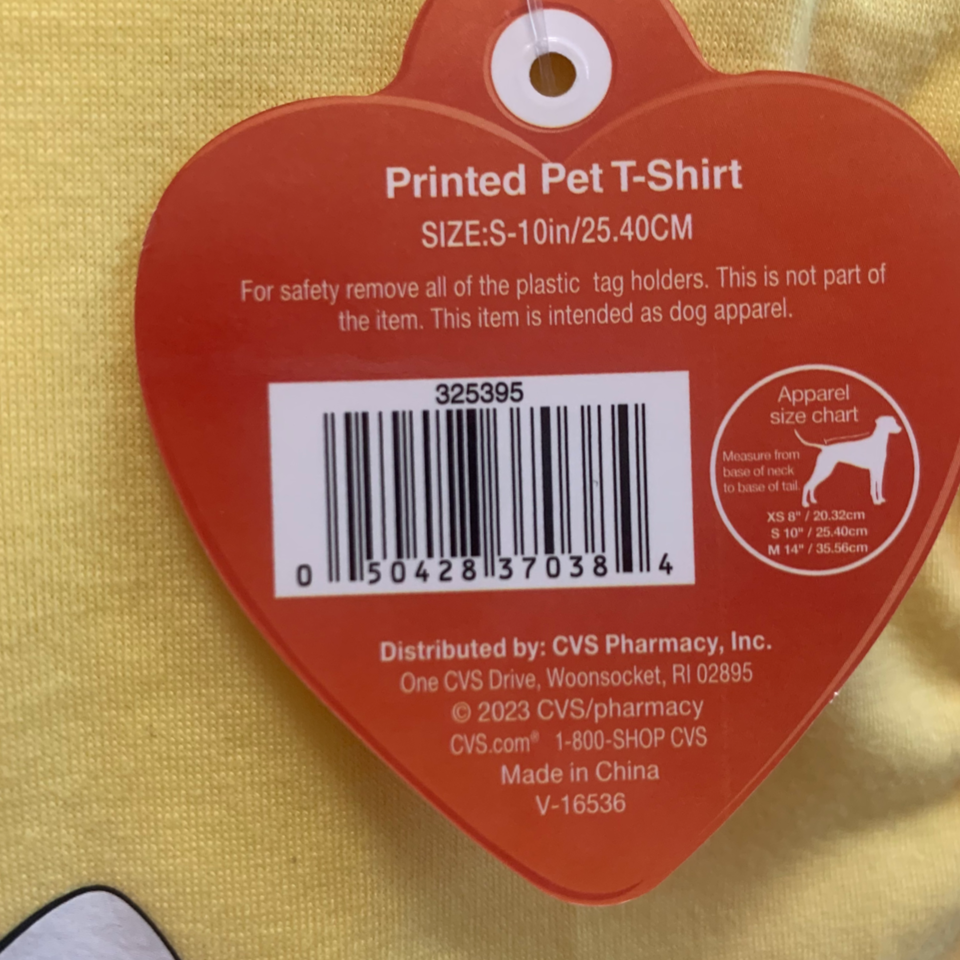 Printed Pet T-Shirt
SIZE:S-10in/25.40CM
For safety remove all of the plastic tag holders. This is not part of
the item. This item is intended as dog apparel.
325395
0 50428 37038 4
Apparel
size chart
Measure from
base of neck
to base of tail.
XS 8" / 20.32cm
S 10" / 25.40cm
M 14" / 35.56cm
Distributed by: CVS Pharmacy, Inc.
One CVS Drive, Woonsocket, RI 02895
© 2023 CVS/pharmacy
CVS.com® 1-800-SHOP CVS
Made in China
V-16536